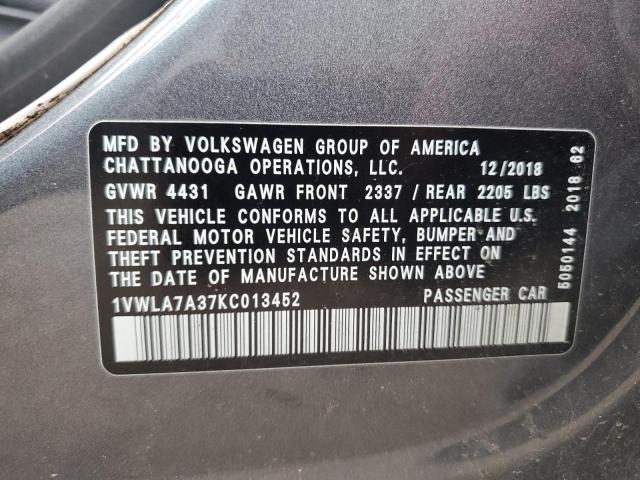 MFD BY VOLKSWAGEN GROUP OF AMERICA
CHATTANOOGA OPERATIONS, LLC. 12/2018
GVWR 4431 GAWR FRONT 2337 / REAR 2205 LBS
THIS VEHICLE CONFORMS TO ALL APPLICABLE U.S.
FEDERAL MOTOR VEHICLE SAFETY, BUMPER AND
THEFT PREVENTION STANDARDS IN EFFECT ON
THE DATE OF MANUFACTURE SHOWN ABOVE
1VWLA7A37KC013452 PASSENGER CAR
5050144 2018 62